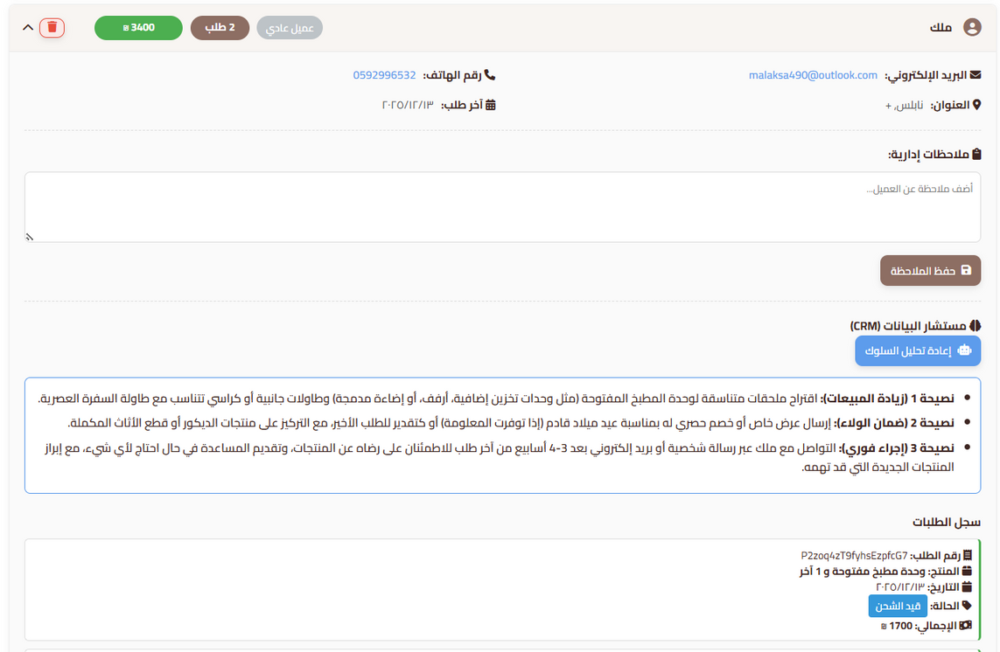 ملك
عميل عادي
2 طلب
3400 ₪
البريد الإلكتروني: malaksa490@outlook.com
رقم الهاتف: 0592996532
العنوان: نابلس, +
آخر طلب: ٢٠٢٥/١٢/١٣
ملاحظات إدارية:
أضف ملاحظة عن العميل...
حفظ الملاحظة
مستشار البيانات (CRM)
إعادة تحليل السلوك
نصيحة 1 (زيادة المبيعات): اقتراح ملحقات متناسقة لوحدة المطبخ المفتوحة (مثل وحدات تخزين إضافية، أرفف، أو إضاءة مدمجة) وطاولات جانبية أو كراسي تتناسب مع طاولة السفرة العصرية.
نصيحة 2 (ضمان الولاء): إرسال عرض خاص أو خصم حصري له بمناسبة عيد ميلاد قادم (إذا توفرت المعلومة) أو كتقدير للطلب الأخير، مع التركيز على منتجات الديكور أو قطع الأثاث المكملة.
نصيحة 3 (إجراء فوري): التواصل مع ملك عبر رسالة شخصية أو بريد إلكتروني بعد 3-4 أسابيع من آخر طلب للاطمئنان على رضاه عن المنتجات، وتقديم المساعدة في حال احتاج لأي شيء، مع إبراز
المنتجات الجديدة التي قد تهمه.
سجل الطلبات
رقم الطلب: P2zoq4zT9fyhsEzpfcG7
المنتج: وحدة مطبخ مفتوحة و 1 آخر
التاريخ: ٢٠٢٥/١٢/١٣
الحالة: قيد الشحن
الإجمالي: 1700 ₪